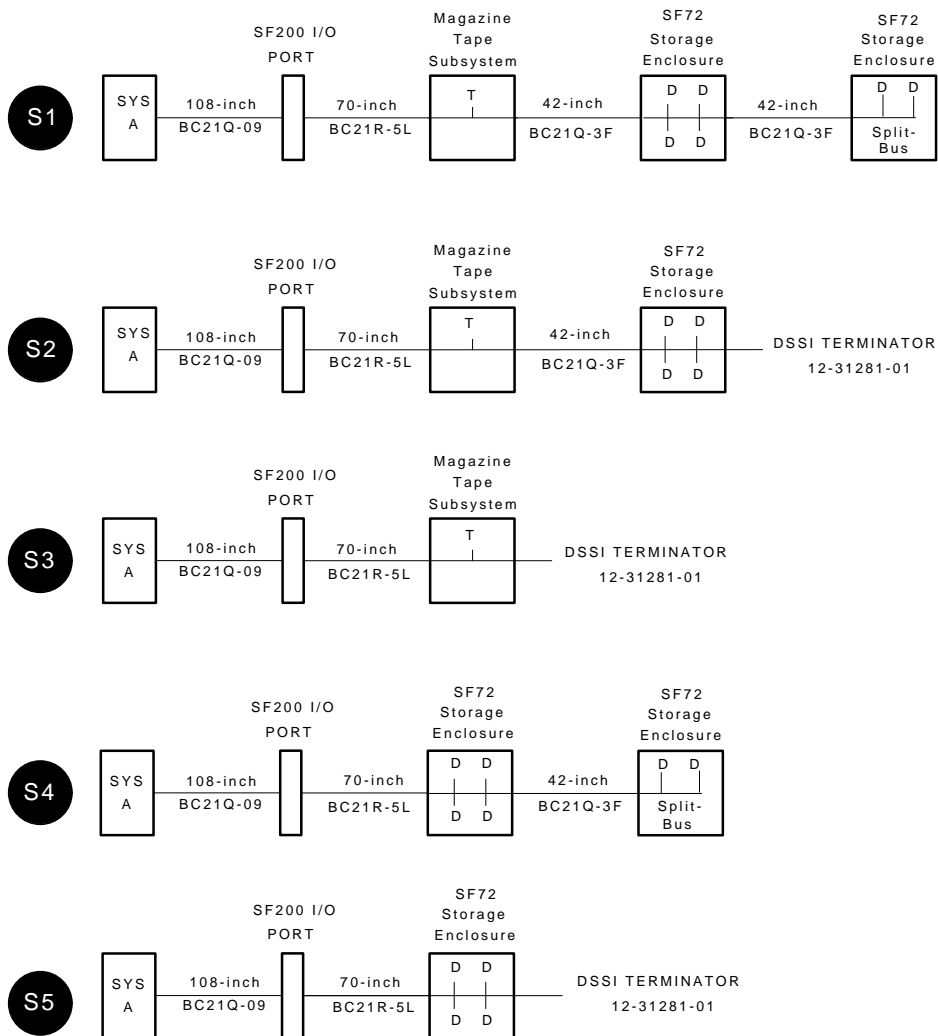 SF200 I/O
PORT
Magazine
Tape
Subsystem
SF72
Storage
Enclosure
SF72
Storage
Enclosure
S1
SYS
A
108-inch
BC21Q-09
70-inch
BC21R-5L
T
42-inch
BC21Q-3F
D D
D D
42-inch
BC21Q-3F
D D
Split-
Bus
SF200 I/O
PORT
Magazine
Tape
Subsystem
SF72
Storage
Enclosure
S2
SYS
A
108-inch
BC21Q-09
70-inch
BC21R-5L
T
42-inch
BC21Q-3F
D D
D D
DSSI TERMINATOR
12-31281-01
SF200 I/O
PORT
Magazine
Tape
Subsystem
S3
SYS
A
108-inch
BC21Q-09
70-inch
BC21R-5L
T
DSSI TERMINATOR
12-31281-01
SF200 I/O
PORT
SF72
Storage
Enclosure
SF72
Storage
Enclosure
S4
SYS
A
108-inch
BC21Q-09
70-inch
BC21R-5L
D D
D D
42-inch
BC21Q-3F
D D
Split-
Bus
SF200 I/O
PORT
SF72
Storage
Enclosure
S5
SYS
A
108-inch
BC21Q-09
70-inch
BC21R-5L
D D
D D
DSSI TERMINATOR
12-31281-01